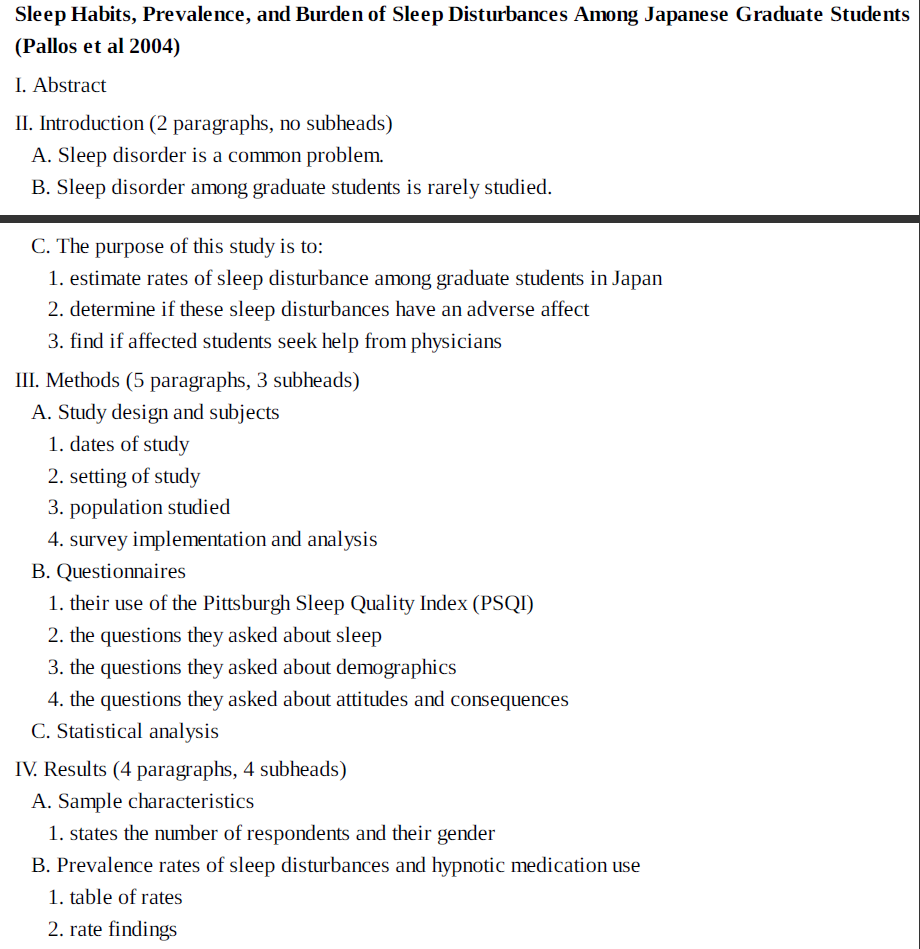 Sleep Habits, Prevalence, and Burden of Sleep Disturbances Among Japanese Graduate Students
(Pallos et al 2004)
I. Abstract
II. Introduction (2 paragraphs, no subheads)
A. Sleep disorder is a common problem.
B. Sleep disorder among graduate students is rarely studied.
C. The purpose of this study is to:
1. estimate rates of sleep disturbance among graduate students in Japan
2. determine if these sleep disturbances have an adverse affect
3. find if affected students seek help from physicians
III. Methods (5 paragraphs, 3 subheads)
A. Study design and subjects
1. dates of study
2. setting of study
3. population studied
4. survey implementation and analysis
B. Questionnaires
1. their use of the Pittsburgh Sleep Quality Index (PSQI)
2. the questions they asked about sleep
3. the questions they asked about demographics
4. the questions they asked about attitudes and consequences
C. Statistical analysis
IV. Results (4 paragraphs, 4 subheads)
A. Sample characteristics
1. states the number of respondents and their gender
B. Prevalence rates of sleep disturbances and hypnotic medication use
1. table of rates
2. rate findings